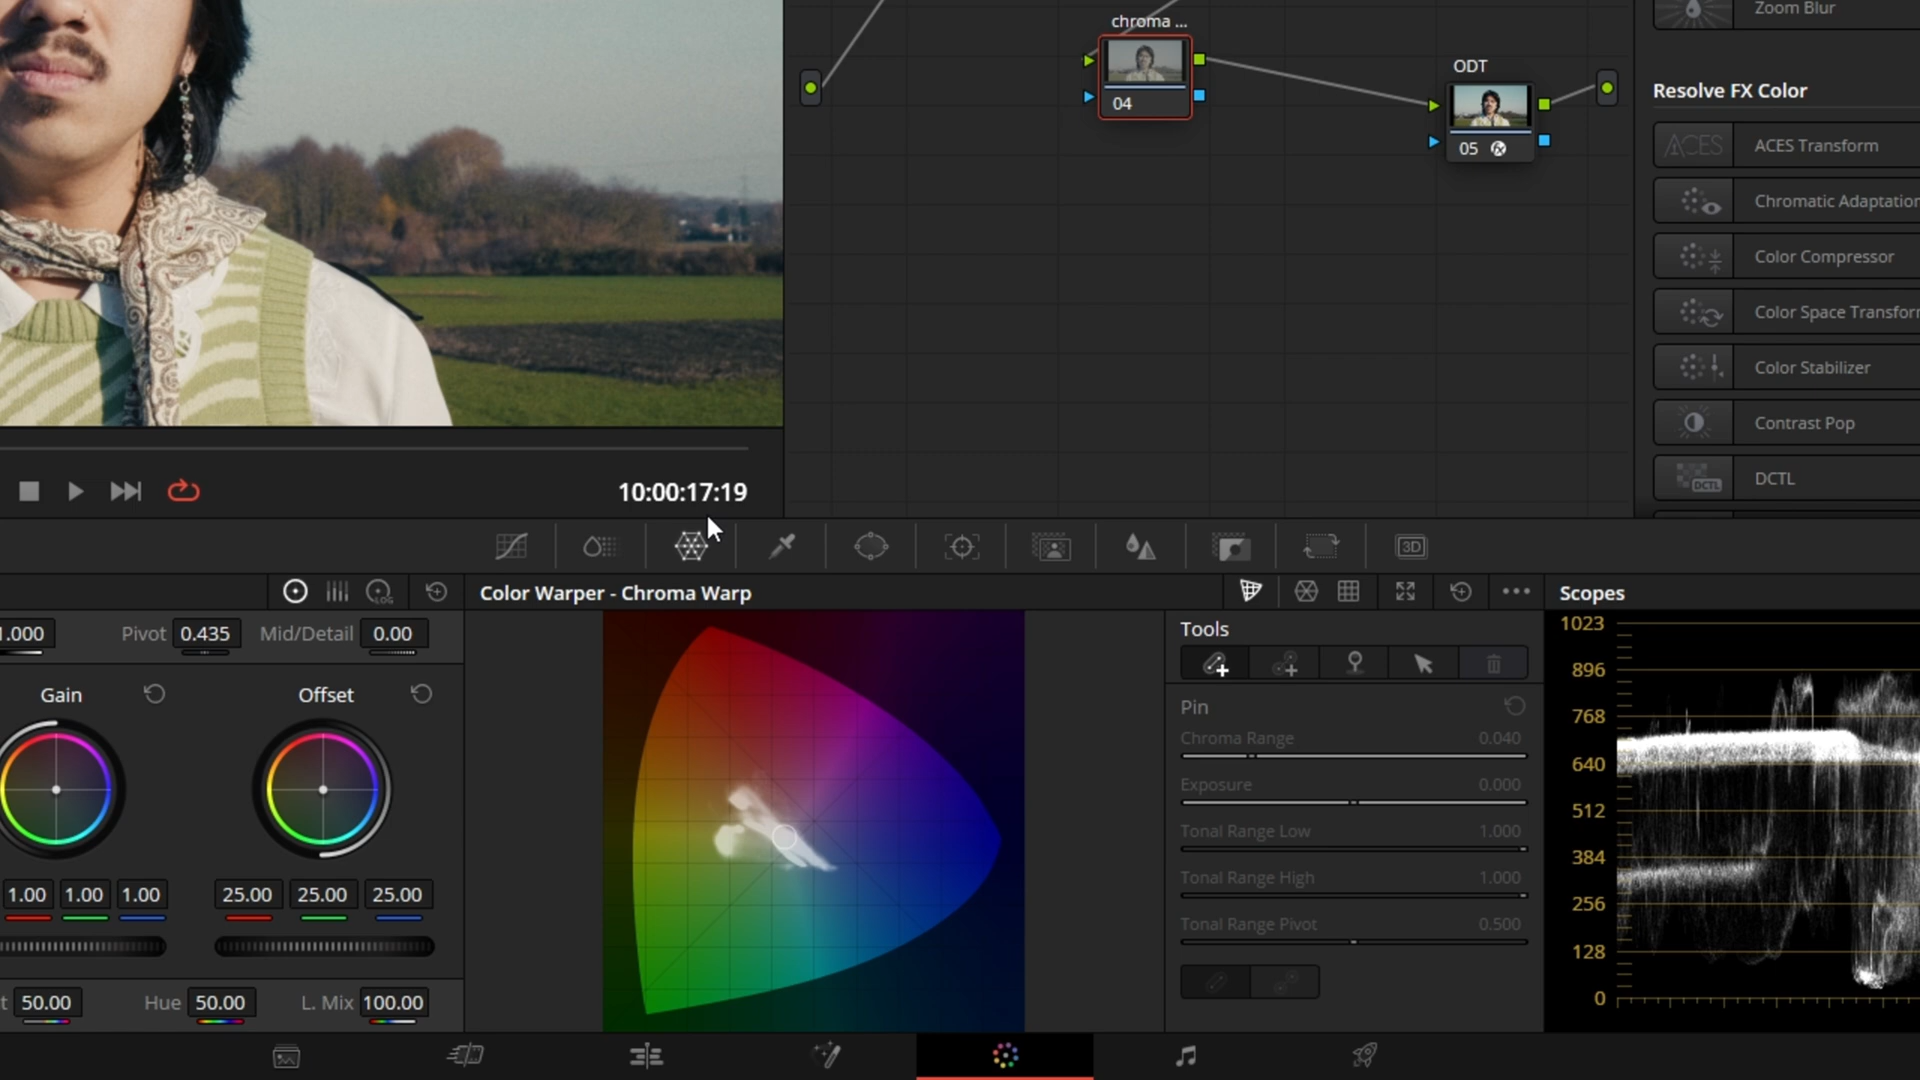 chroma ...
04
ODT
05
Zoom Blur
Resolve FX Color
ACES
ACES Transform
Chromatic Adaptation
Color Compressor
Color Space Transform
Color Stabilizer
Contrast Pop
DCTL
DCTL
10:00:17:19
3D
LOG
Color Warper - Chroma Warp
Scopes
1.000
Pivot 0.435
Mid/Detail 0.00
Gain
Offset
1.00 1.00 1.00
25.00 25.00 25.00
t 50.00
Hue 50.00
L. Mix 100.00
Tools
Pin
Chroma Range 0.040
Exposure 0.000
Tonal Range Low 1.000
Tonal Range High 1.000
Tonal Range Pivot 0.500
1023
896
768
640
512
384
256
128
0